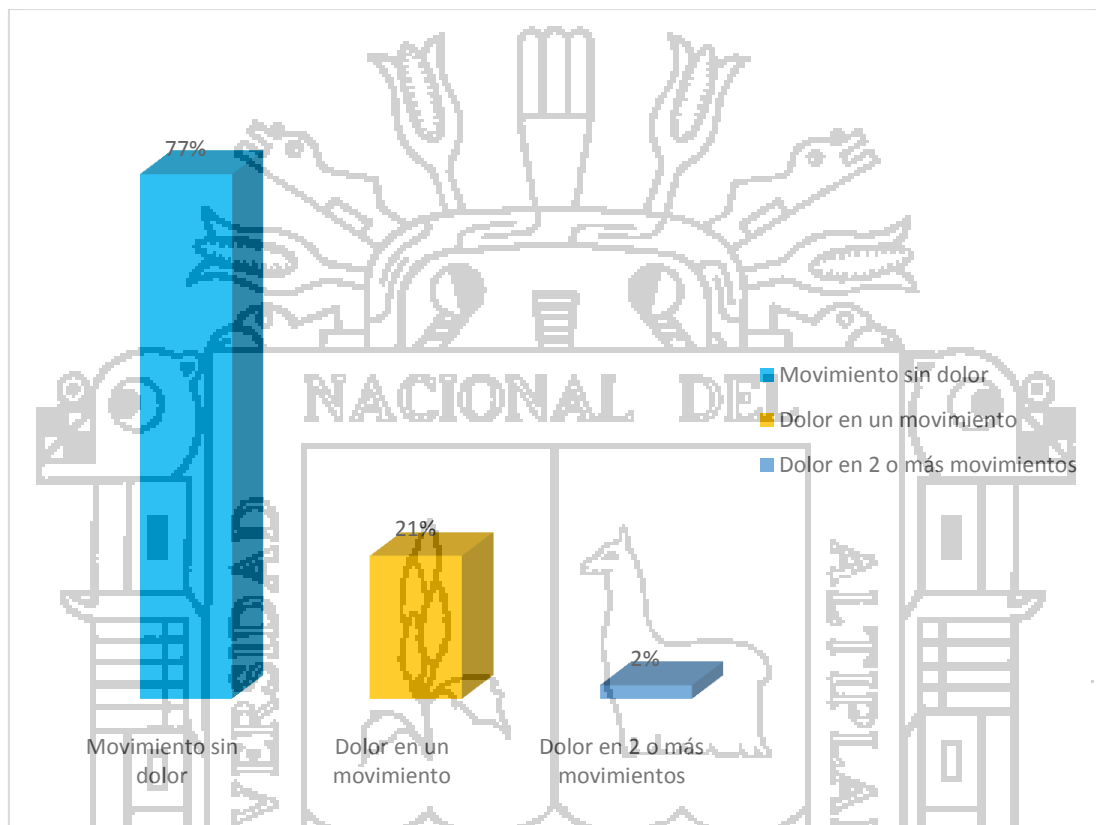 77%
NACIONAL DEL
Movimiento sin dolor
Dolor en un movimiento
Dolor en 2 o más movimientos
21%
2%
VERSIDAD
ALTIPLA
Movimiento sin
dolor
Dolor en un
movimiento
Dolor en 2 o más
movimientos